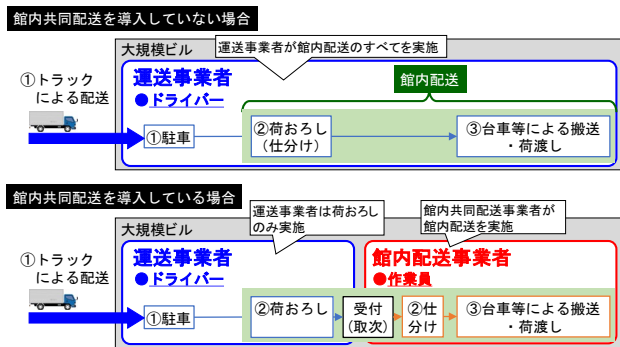 館内共同配送を導入していない場合
大規模ビル
運送事業者が館内配送のすべてを実施
①トラック
による配送
運送事業者
●ドライバー
館内配送
①駐車
②荷おろし
(仕分け)
③台車等による搬送
・荷渡し
館内共同配送を導入している場合
大規模ビル
運送事業者は荷おろし
のみ実施
館内共同配送事業者が
館内配送を実施
①トラック
による配送
運送事業者
●ドライバー
館内配送事業者
●作業員
①駐車
②荷おろし
受付
(取次)
②仕
分け
③台車等による搬送
・荷渡し